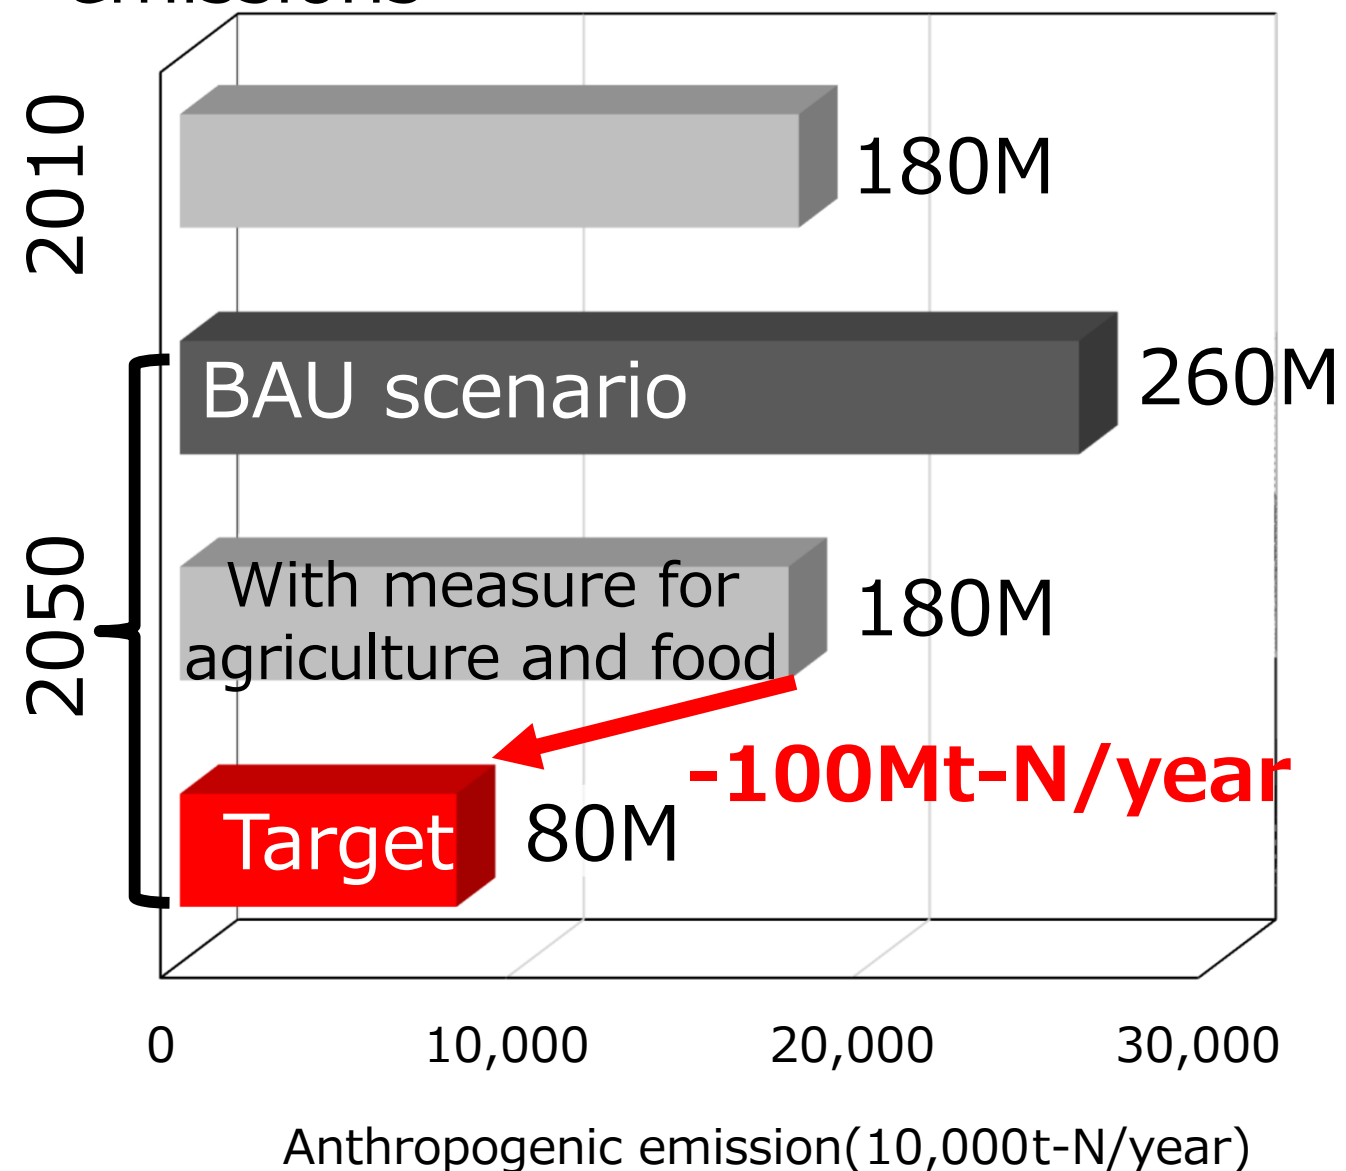 emissions
2010
180M
BAU scenario
260M
2050
With measure for
agriculture and food
180M
-100Mt-N/year
Target
80M
0
10,000
20,000
30,000
Anthropogenic emission(10,000t-N/year)